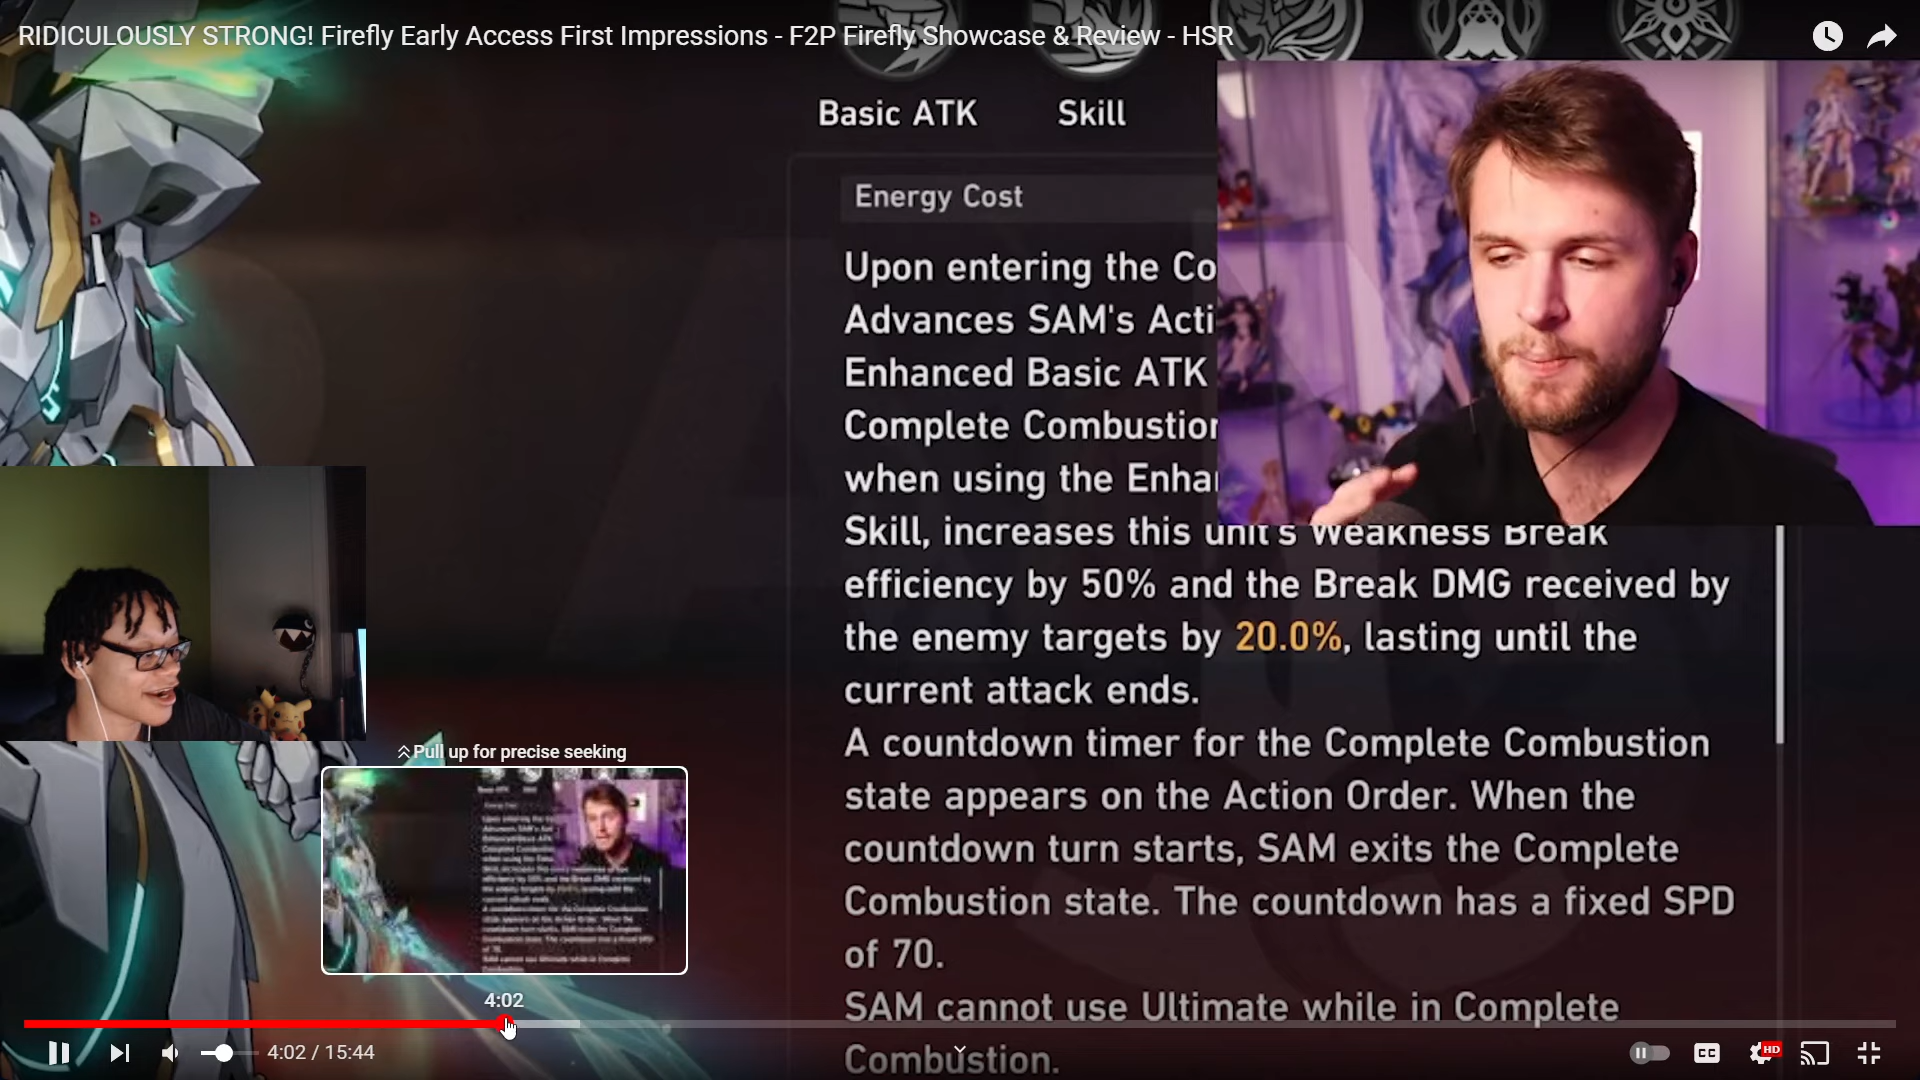 RIDICULOUSLY STRONG! Firefly Early Access First Impressions - F2P Firefly Showcase & Review - HSR
Basic ATK Skill
Energy Cost
Upon entering the Co
Advances SAM's Acti
Enhanced Basic ATK
Complete Combustion
when using the Enha
Skill, increases this unit's Weakness Break
efficiency by 50% and the Break DMG received by
the enemy targets by 20.0%, lasting until the
current attack ends.
A countdown timer for the Complete Combustion
state appears on the Action Order. When the
countdown turn starts, SAM exits the Complete
Combustion state. The countdown has a fixed SPD
of 70.
SAM cannot use Ultimate while in Complete
Combustion.
Pull up for precise seeking
4:02
4:02 / 15:44
CC
HD